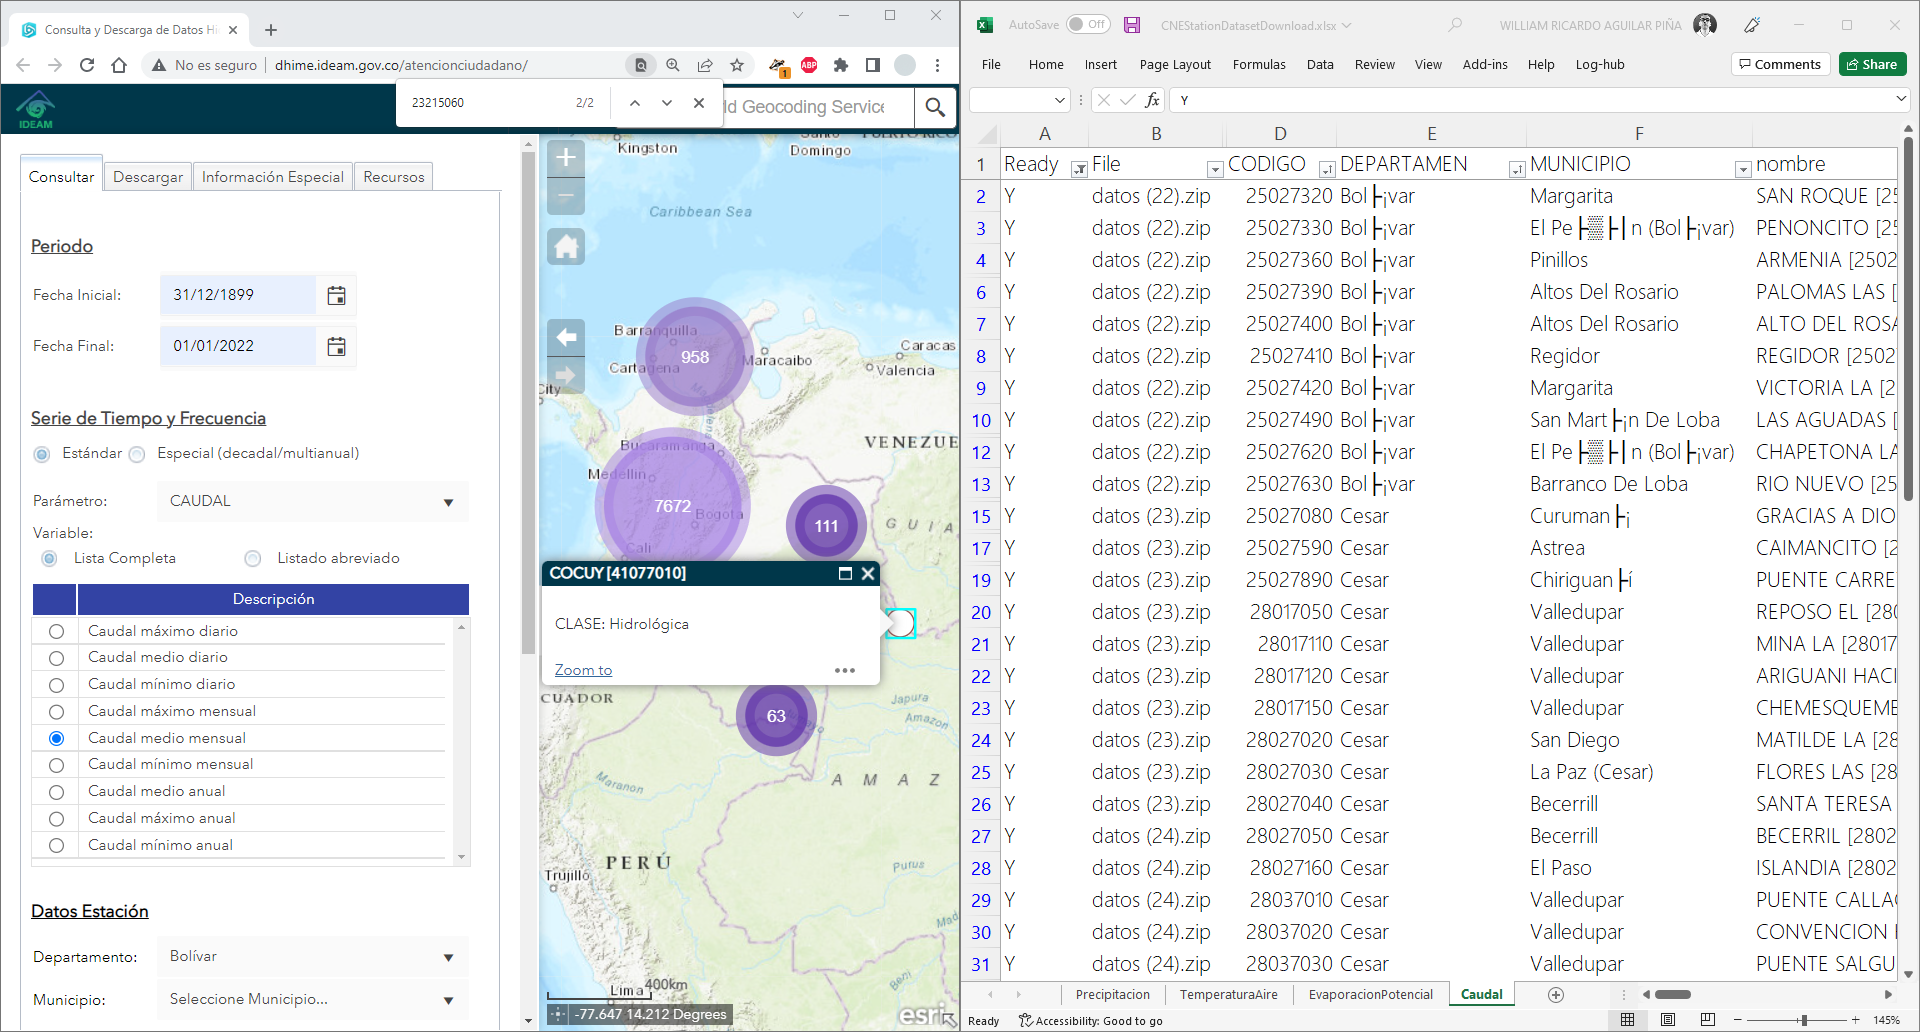 Consulta y Descarga de Datos Hi
No es seguro
dhime.ideam.gov.co/atencionciudadano/
ABP
1
23215060
2/2
ld Geocoding Service
IDEAM
Consultar
Descargar
Información Especial
Recursos
Periodo
Fecha Inicial:
31/12/1899
Fecha Final:
01/01/2022
Serie de Tiempo y Frecuencia
Estándar
Especial (decadal/multianual)
Parámetro:
CAUDAL
Variable:
Lista Completa
Listado abreviado
Descripción
Caudal máximo diario
Caudal medio diario
Caudal mínimo diario
Caudal máximo mensual
Caudal medio mensual
Caudal mínimo mensual
Caudal medio anual
Caudal máximo anual
Caudal mínimo anual
Datos Estación
Departamento:
Bolívar
Municipio:
Seleccione Municipio...
Kingston
Santo
Domingo
PUERTO RICO
Caribbean Sea
Barranquilla
958
Cartagena
Maracaibo
Caracas
Valencia
City
Bucaramanga
VENEZUE
Medellin
7672
Bogota
111
GUIA
Cali
COCUY [41077010]
CLASE: Hidrológica
Zoom to
CUADOR
63
Japura
Amazon
Maranon
AMAZ
PERÚ
Trujillo
Purus
Mad
Beni
Lima
400km
-77.647 14.212 Degrees
esri
AutoSave
Off
CNEStationDatasetDownload.xlsx
WILLIAM RICARDO AGUILAR PIÑA
File Home Insert Page Layout Formulas Data Review View Add-ins Help Log-hub
Comments
Share
fx
Y
A B D E F
1 Ready File CODIGO DEPARTAMEN MUNICIPIO nombre
2 Y datos (22).zip 25027320 Bol├¡var Margarita SAN ROQUE [25
3 Y datos (22).zip 25027330 Bol├¡var El Pe├▒├│n (Bol├¡var) PENONCITO [25
4 Y datos (22).zip 25027360 Bol├¡var Pinillos ARMENIA [2502
6 Y datos (22).zip 25027390 Bol├¡var Altos Del Rosario PALOMAS LAS [
7 Y datos (22).zip 25027400 Bol├¡var Altos Del Rosario ALTO DEL ROSA
8 Y datos (22).zip 25027410 Bol├¡var Regidor REGIDOR [2502
9 Y datos (22).zip 25027420 Bol├¡var Margarita VICTORIA LA [2
10 Y datos (22).zip 25027490 Bol├¡var San Mart├¡n De Loba LAS AGUADAS [
12 Y datos (22).zip 25027620 Bol├¡var El Pe├▒├│n (Bol├¡var) CHAPETONA LA
13 Y datos (22).zip 25027630 Bol├¡var Barranco De Loba RIO NUEVO [25
15 Y datos (23).zip 25027080 Cesar Curuman├¡ GRACIAS A DIO
17 Y datos (23).zip 25027590 Cesar Astrea CAIMANCITO [2
19 Y datos (23).zip 25027890 Cesar Chiriguan├í PUENTE CARRE
20 Y datos (23).zip 28017050 Cesar Valledupar REPOSO EL [280
21 Y datos (23).zip 28017110 Cesar Valledupar MINA LA [28017
22 Y datos (23).zip 28017120 Cesar Valledupar ARIGUANI HACI
23 Y datos (23).zip 28017150 Cesar Valledupar CHEMESQUEME
24 Y datos (23).zip 28027020 Cesar San Diego MATILDE LA [28
25 Y datos (23).zip 28027030 Cesar La Paz (Cesar) FLORES LAS [28
26 Y datos (23).zip 28027040 Cesar Becerrill SANTA TERESA
27 Y datos (24).zip 28027050 Cesar Becerrill BECERRIL [2802
28 Y datos (24).zip 28027160 Cesar El Paso ISLANDIA [2802
29 Y datos (24).zip 28037010 Cesar Valledupar PUENTE CALLAO
30 Y datos (24).zip 28037020 Cesar Valledupar CONVENCION
31 Y datos (24).zip 28037030 Cesar Valledupar PUENTE SALGU
Precipitacion TemperaturaAire EvaporacionPotencial Caudal
Ready
Accessibility: Good to go
145%